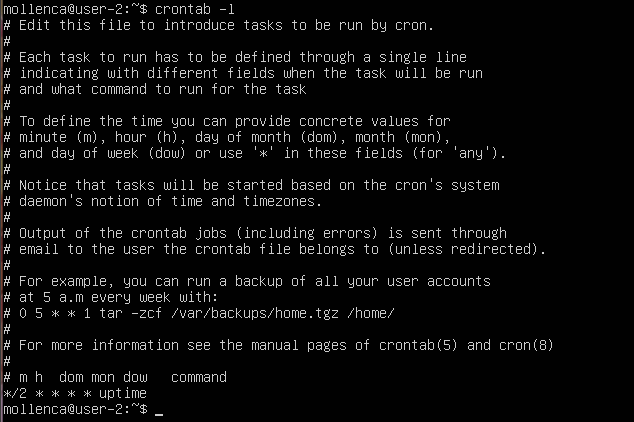 mollenca@user-2:~$ crontab -l
# Edit this file to introduce tasks to be run by cron.
#
# Each task to run has to be defined through a single line
# indicating with different fields when the task will be run
# and what command to run for the task
#
# To define the time you can provide concrete values for
# minute (m), hour (h), day of month (dom), month (mon),
# and day of week (dow) or use '*' in these fields (for 'any').
#
# Notice that tasks will be started based on the cron's system
# daemon's notion of time and timezones.
#
# Output of the crontab jobs (including errors) is sent through
# email to the user the crontab file belongs to (unless redirected).
#
# For example, you can run a backup of all your user accounts
# at 5 a.m every week with:
# 0 5 * * 1 tar -zcf /var/backups/home.tgz /home/
#
# For more information see the manual pages of crontab(5) and cron(8)
#
# m h  dom mon dow   command
*/2 * * * * uptime
mollenca@user-2:~$ _